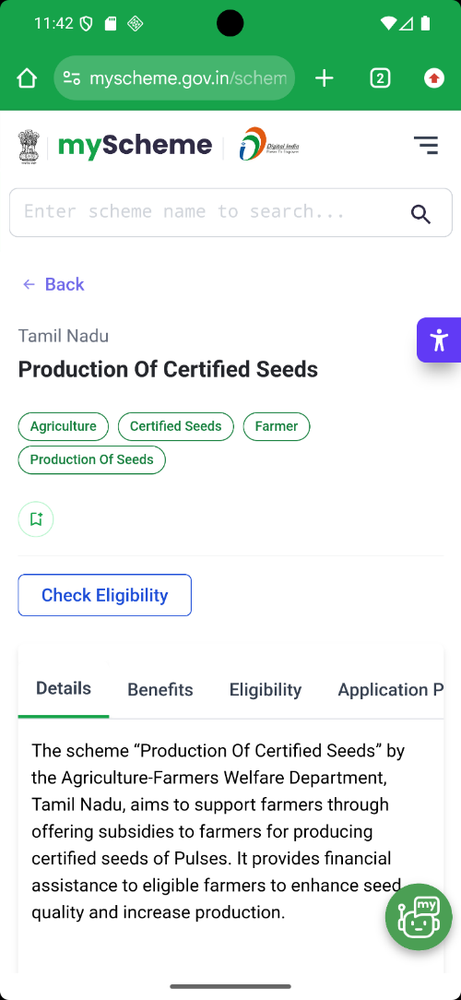 11:42
myscheme.gov.in/schem
2
myScheme
Digital India
Power To Empower
Enter scheme name to search...
Back
Tamil Nadu
Production Of Certified Seeds
Agriculture
Certified Seeds
Farmer
Production Of Seeds
Check Eligibility
Details
Benefits
Eligibility
Application P
The scheme “Production Of Certified Seeds” by
the Agriculture-Farmers Welfare Department,
Tamil Nadu, aims to support farmers through
offering subsidies to farmers for producing
certified seeds of Pulses. It provides financial
assistance to eligible farmers to enhance seed
quality and increase production.
my